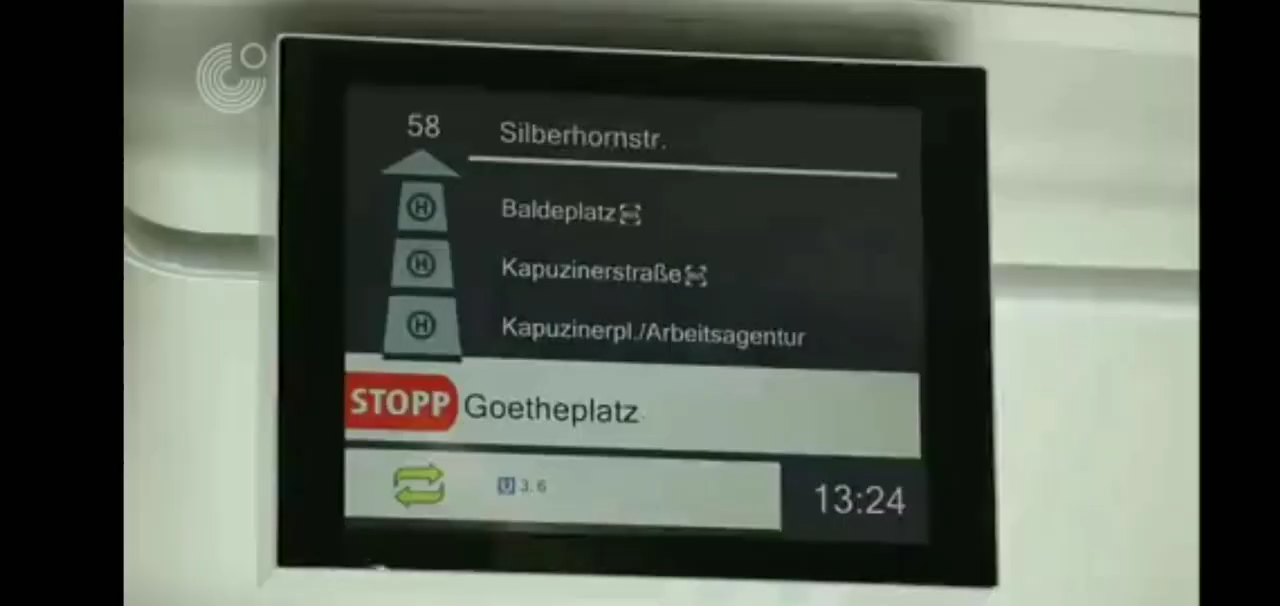 58 Silberhornstr.
H Baldeplatz
H Kapuzinerstraße
H Kapuzinerpl./Arbeitsagentur
STOPP Goetheplatz
U 3, 6
13:24